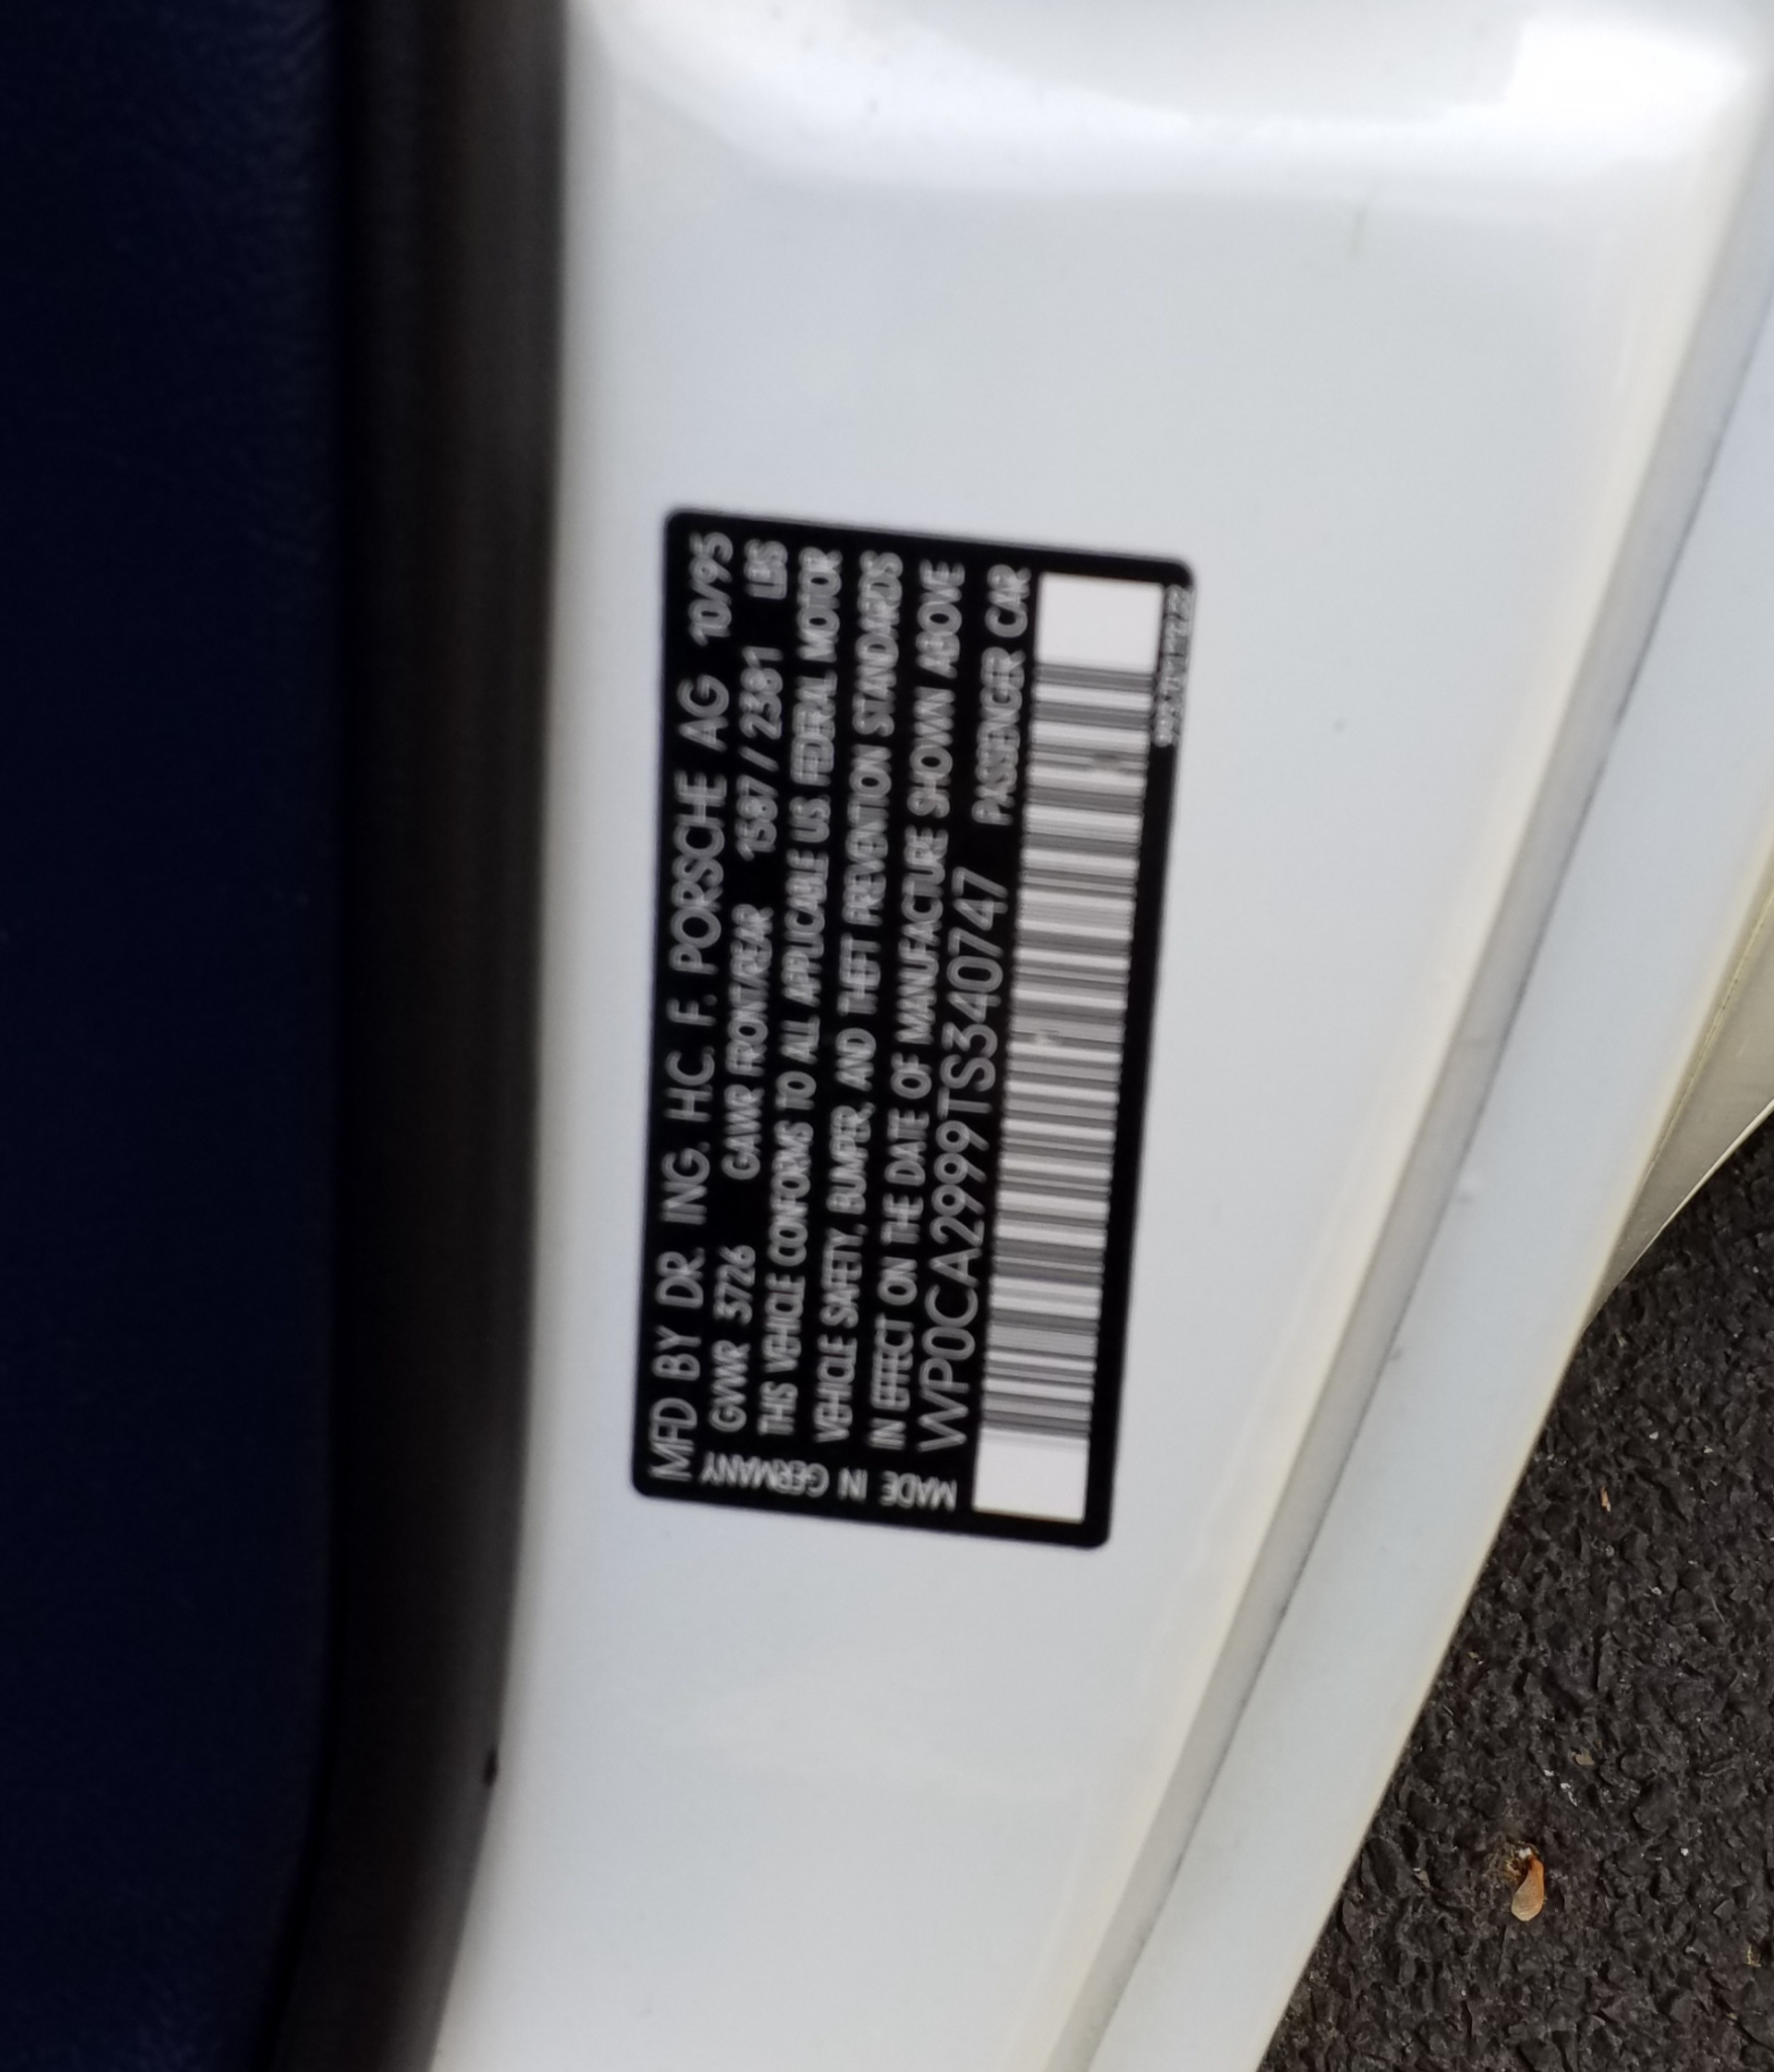 MFD BY DR. ING. H.C. F. PORSCHE AG 10/95
GVWR 3726 GAWR FRONT/REAR 1587 // 2381 LBS
THIS VEHICLE CONFORMS TO ALL APPLICABLE US. FEDERAL MOTOR
VEHICLE SAFETY, BUMPER, AND THEFT PREVENTION STANDARDS
IN EFFECT ON THE DATE OF MANUFACTURE SHOWN ABOVE
WP0CA2999TS340747 PASSENGER CAR
MADE IN GERMANY